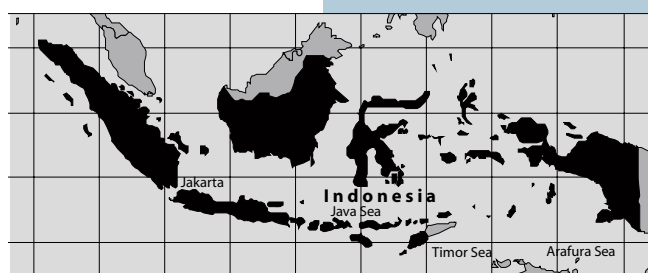 Jakarta
Indonesia
Java Sea
Timor Sea
Arafura Sea